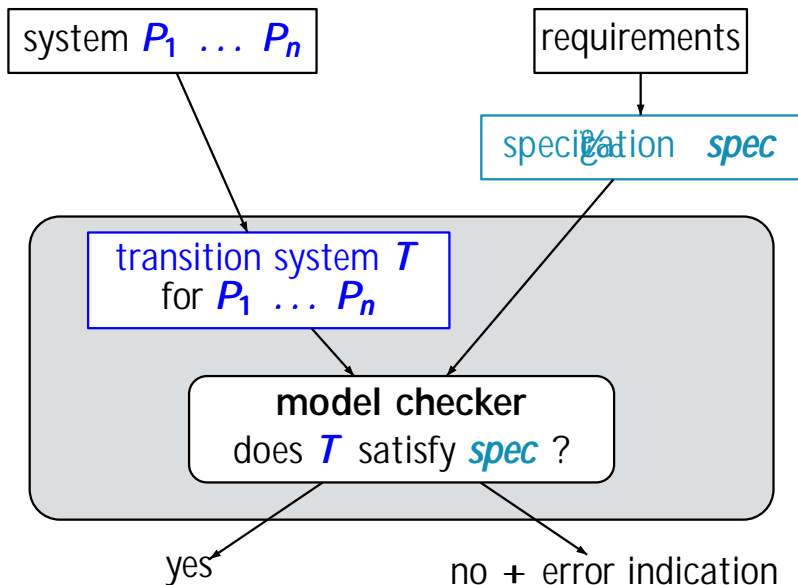 system P₁ ... Pₙ
requirements
spec
transition system T
for P₁ ... Pₙ
model checker
does T satisfy spec ?
yes
no + error indication